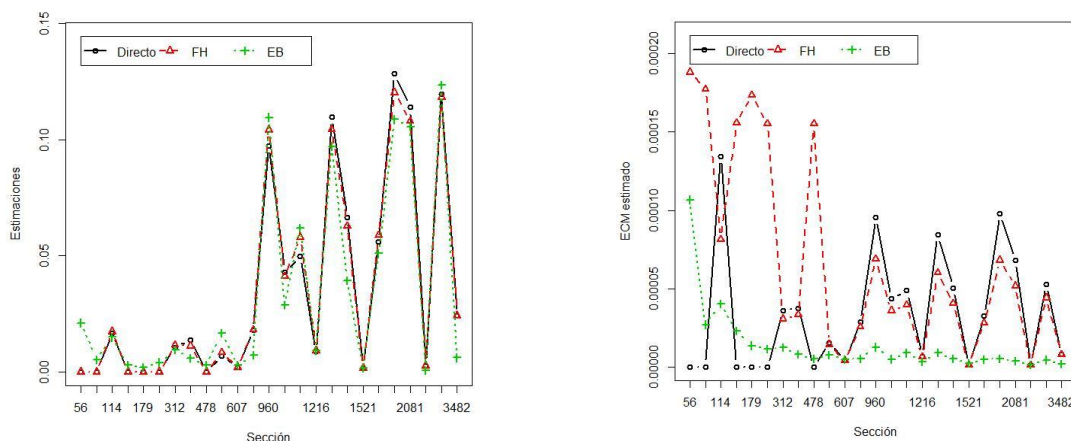 0.15
0.10
0.05
0.00
Estimaciones
Directo FH EB
56 114 179 312 478 607 960 1216 1521 2081 3482
Sección
0.00020
0.00015
0.00010
0.00005
0.00000
ECM estimado
Directo FH EB
56 114 179 312 478 607 960 1216 1521 2081 3482
Sección